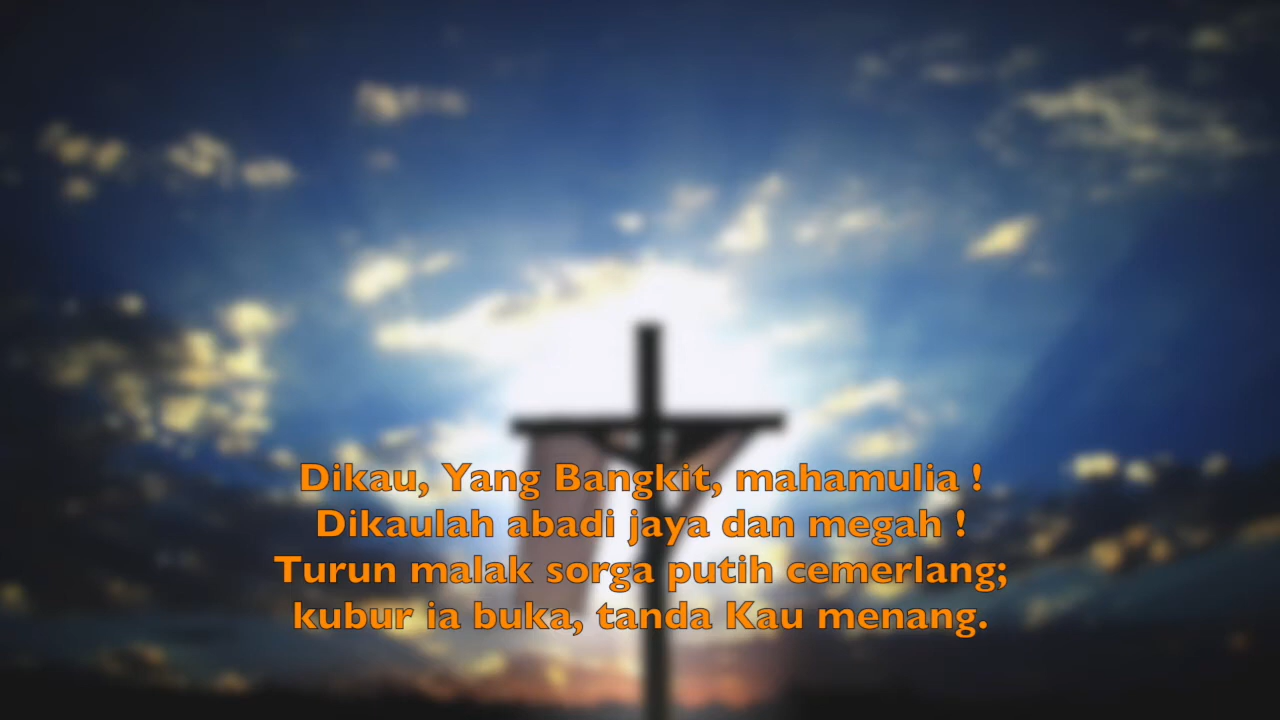 Dikau, Yang Bangkit, mahamulia !
Dikaulah abadi jaya dan megah !
Turun malak sorga putih cemerlang;
kubur ia buka, tanda Kau menang.